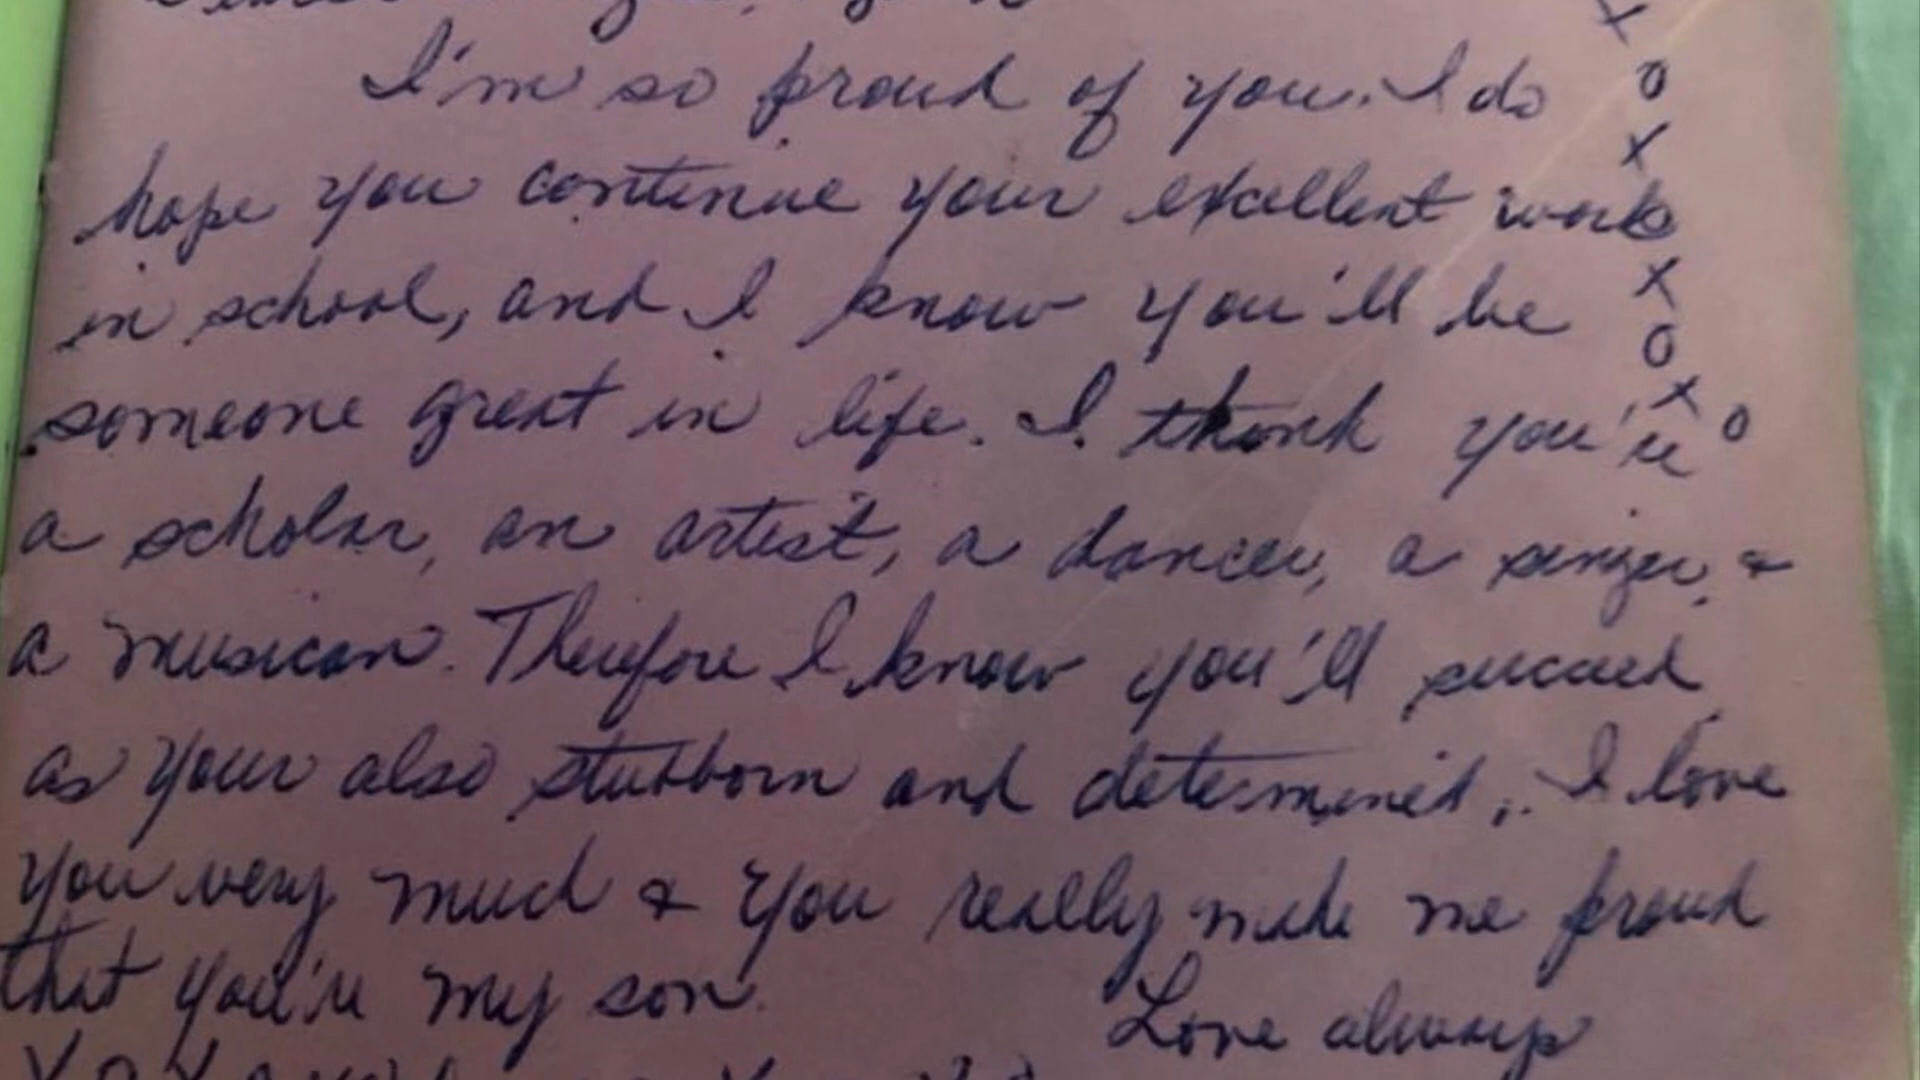 I'm so proud of you. I do
hope you continue your excellent work
in school, and I know you'll be
someone great in life. I think you're
a scholar, an artist, a dancer, a singer, +
a musican. Therefore I know you'll succeed
as your also stubborn and determined. I love
you very much + you really make me proud
that you're my son.
Love always
X
O
X
O
X
O
X O